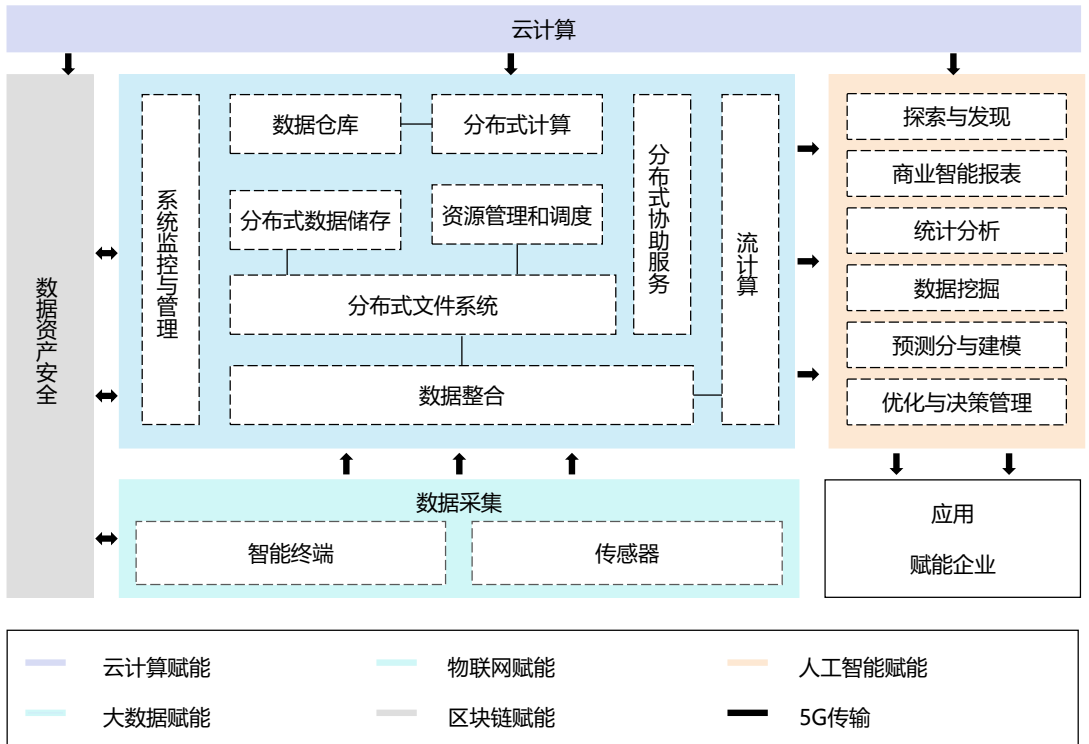 云计算
数据资产安全
系统监控与管理
数据仓库
分布式计算
分布式数据储存
资源管理和调度
分布式文件系统
数据整合
分布式协助服务
流计算
探索与发现
商业智能报表
统计分析
数据挖掘
预测分与建模
优化与决策管理
数据采集
智能终端
传感器
应用
赋能企业
云计算赋能
物联网赋能
人工智能赋能
大数据赋能
区块链赋能
5G传输